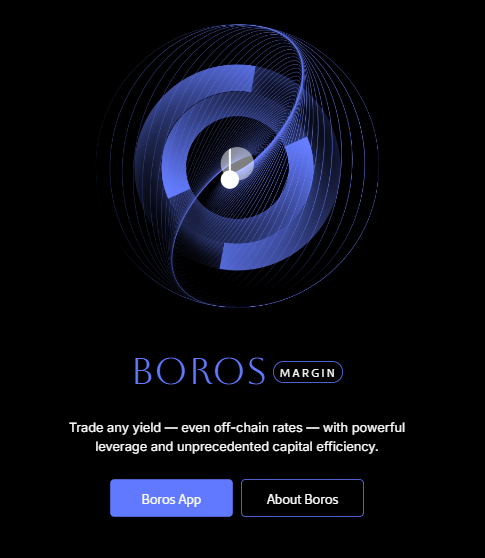 BOROS MARGIN
Trade any yield — even off-chain rates — with powerful
leverage and unprecedented capital efficiency.
Boros App About Boros